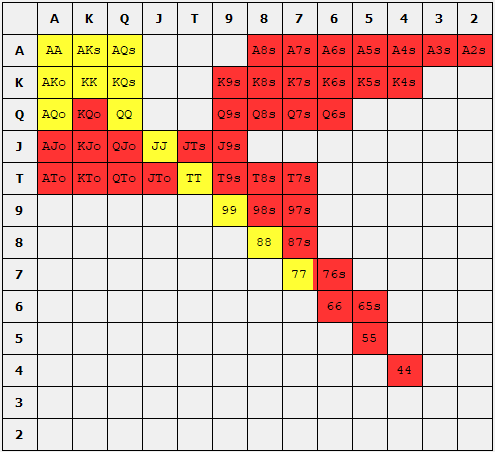 A K Q J T 9 8 7 6 5 4 3 2
A AA AKs AQs A8s A7s A6s A5s A4s A3s A2s
K AKo KK KQs K9s K8s K7s K6s K5s K4s
Q AQo KQo QQ Q9s Q8s Q7s Q6s
J AJo KJo QJo JJ JTs J9s
T ATo KTo QTo JTo TT T9s T8s T7s
9 99 98s 97s
8 88 87s
7 77 76s
6 66 65s
5 55
4 44
3
2